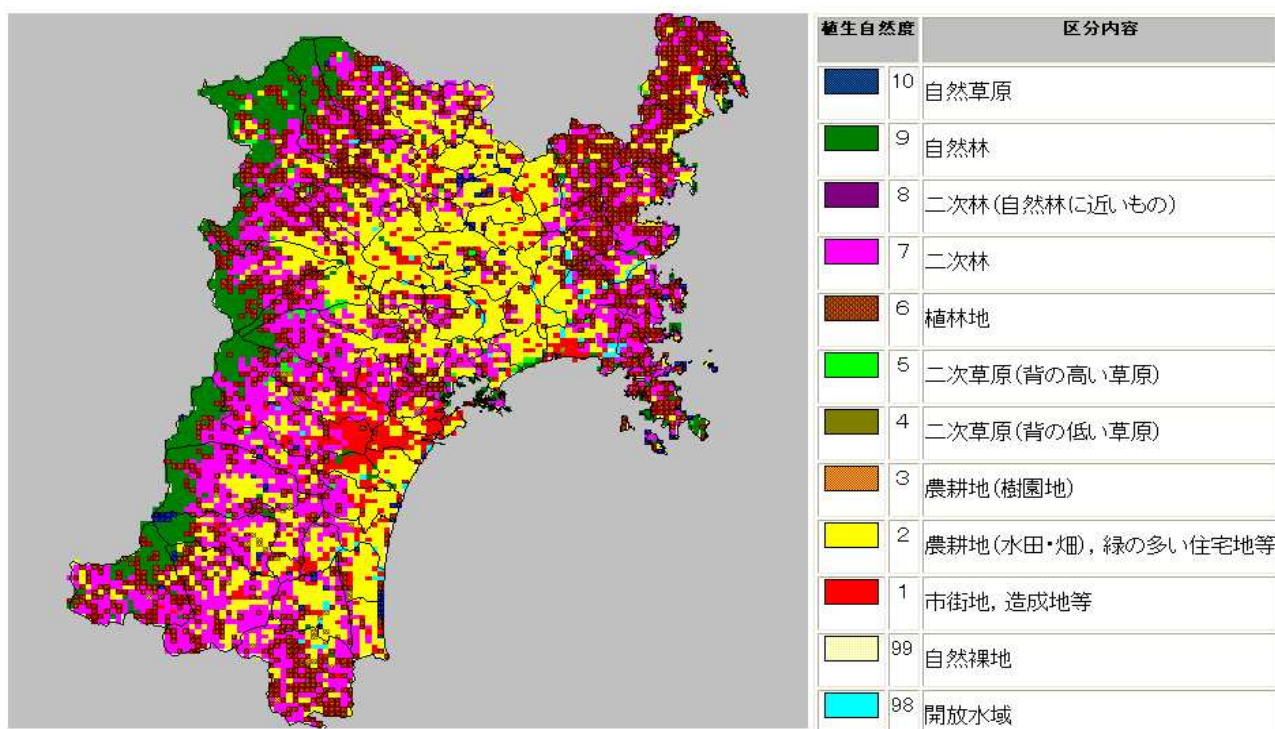 植生自然度 区分内容
10 自然草原
9 自然林
8 二次林(自然林に近いもの)
7 二次林
6 植林地
5 二次草原(背の高い草原)
4 二次草原(背の低い草原)
3 農耕地(樹園地)
2 農耕地(水田・畑),緑の多い住宅地等
1 市街地,造成地等
99 自然裸地
98 開放水域